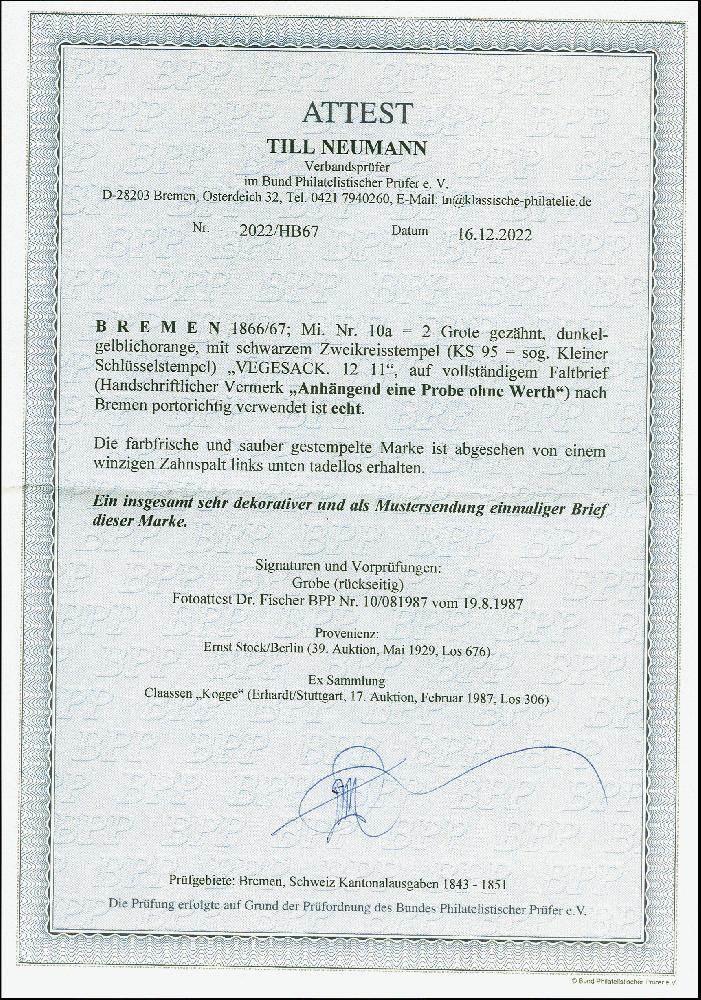 ATTEST
TILL NEUMANN
Verbandsprüfer
im Bund Philatelistischer Prüfer e. V.
D-28203 Bremen, Osterdeich 32, Tel. 0421 7940260, E-Mail: tn@klassische-philatelie.de
Nr. 2022/HB67 Datum 16.12.2022
B R E M E N 1866/67; Mi. Nr. 10a = 2 Grote gezähnt, dunkel-
gelblichorange, mit schwarzem Zweikreisstempel (KS 95 = sog. Kleiner
Schlüsselstempel) „VEGESACK. 12 11“, auf vollständigem Faltbrief
(Handschriftlicher Vermerk „Anhängend eine Probe ohne Werth“) nach
Bremen portorichtig verwendet ist echt.
Die farbfrische und sauber gestempelte Marke ist abgesehen von einem
winzigen Zahnspalt links unten tadellos erhalten.
Ein insgesamt sehr dekorativer und als Mustersendung einmaliger Brief
dieser Marke.
Signaturen und Vorprüfungen:
Grobe (rückseitig)
Fotoattest Dr. Fischer BPP Nr. 10/081987 vom 19.8.1987
Provenienz:
Ernst Stock/Berlin (39. Auktion, Mai 1929, Los 676)
Ex Sammlung
Claassen „Kogge“ (Erhardt/Stuttgart, 17. Auktion, Februar 1987, Los 306)
Prüfgebiete: Bremen, Schweiz Kantonalausgaben 1843 - 1851
Die Prüfung erfolgte auf Grund der Prüfordnung des Bundes Philatelistischer Prüfer e.V.
© Bund Philatelistischer Prüfer e.V.